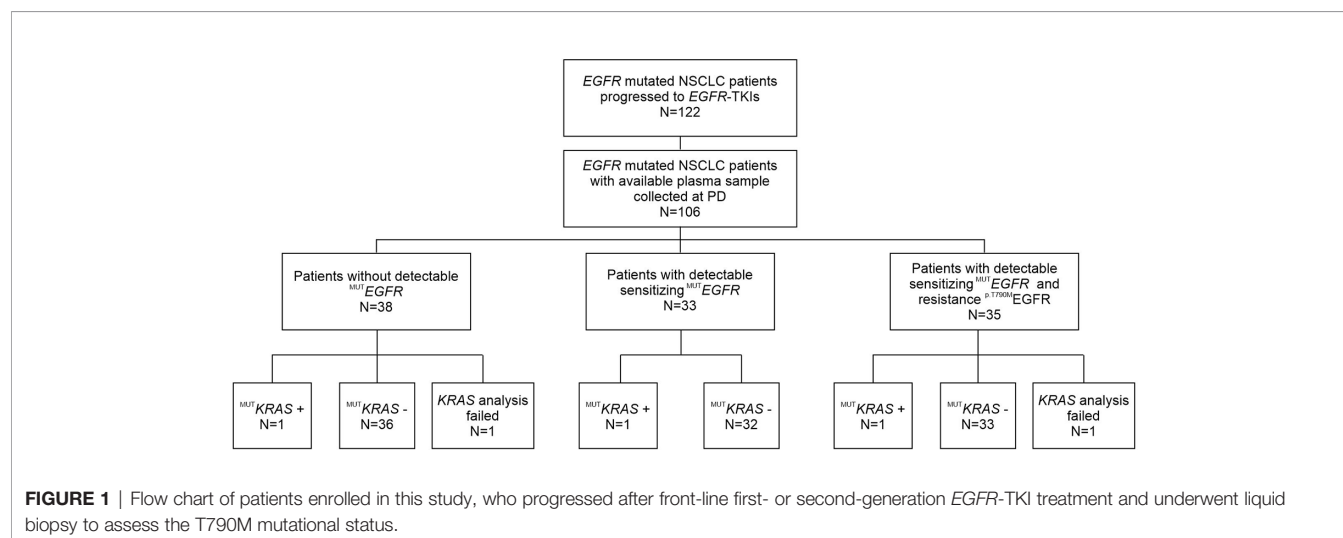 EGFR mutated NSCLC patients
progressed to EGFR-TKIs
N=122
EGFR mutated NSCLC patients
with available plasma sample
collected at PD
N=106
Patients without detectable
MUTEGFR
N=38
Patients with detectable
sensitizing MUTEGFR
N=33
Patients with detectable
sensitizing MUTEGFR and
resistance p.T790MEGFR
N=35
MUTKRAS +
N=1
MUTKRAS -
N=36
KRAS analysis
failed
N=1
MUTKRAS +
N=1
MUTKRAS -
N=32
MUTKRAS +
N=1
MUTKRAS -
N=33
KRAS analysis
failed
N=1
FIGURE 1 | Flow chart of patients enrolled in this study, who progressed after front-line first- or second-generation EGFR-TKI treatment and underwent liquid
biopsy to assess the T790M mutational status.